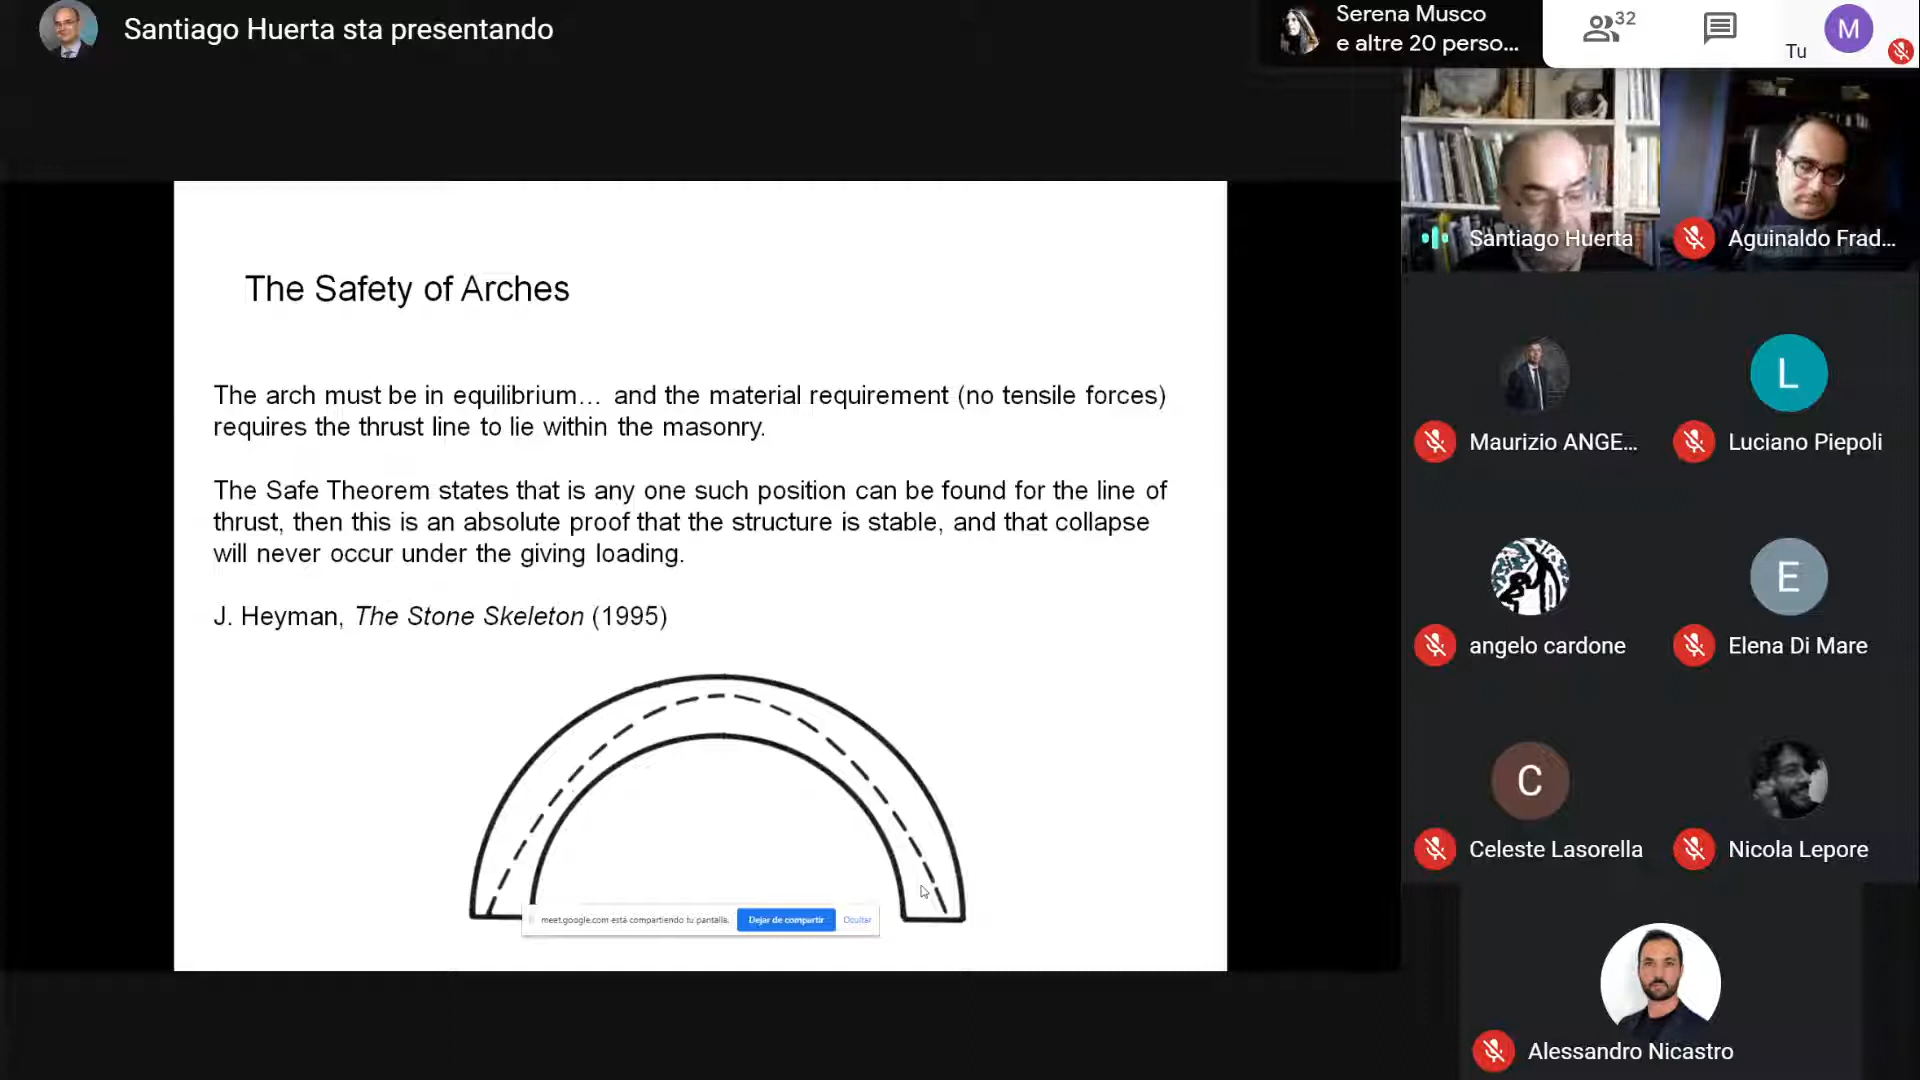 Santiago Huerta sta presentando
Serena Musco
e altre 20 perso...
32
Tu
M
The Safety of Arches
The arch must be in equilibrium… and the material requirement (no tensile forces)
requires the thrust line to lie within the masonry.
The Safe Theorem states that is any one such position can be found for the line of
thrust, then this is an absolute proof that the structure is stable, and that collapse
will never occur under the giving loading.
J. Heyman, The Stone Skeleton (1995)
meet.google.com está compartiendo tu pantalla.
Dejar de compartir
Ocultar
Santiago Huerta
Aguinaldo Frad...
Maurizio ANGE...
L
Luciano Piepoli
angelo cardone
E
Elena Di Mare
C
Celeste Lasorella
Nicola Lepore
Alessandro Nicastro